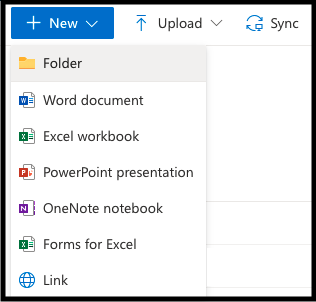 New Upload Sync
Folder
Word document
Excel workbook
PowerPoint presentation
OneNote notebook
Forms for Excel
Link